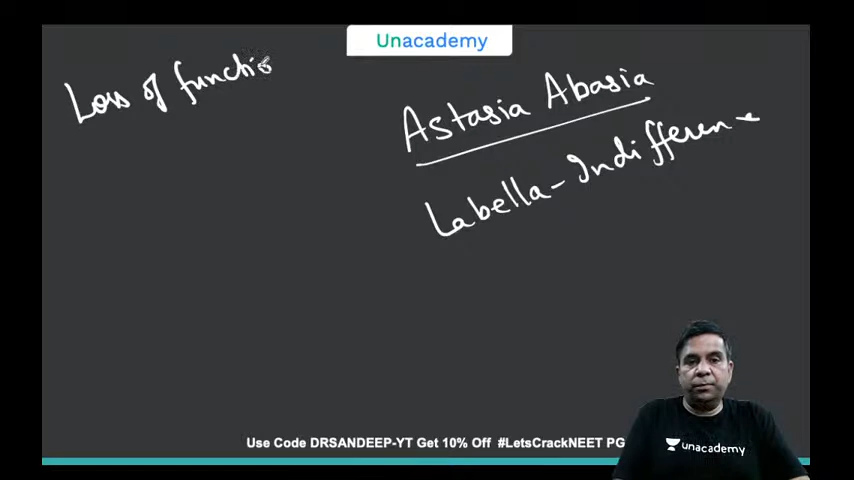 Unacademy
Loss of functio
Astasia Abasia
Labella-Indifferen
Use Code DRSANDEEP-YT Get 10% Off #LetsCrackNEET PG
unacademy